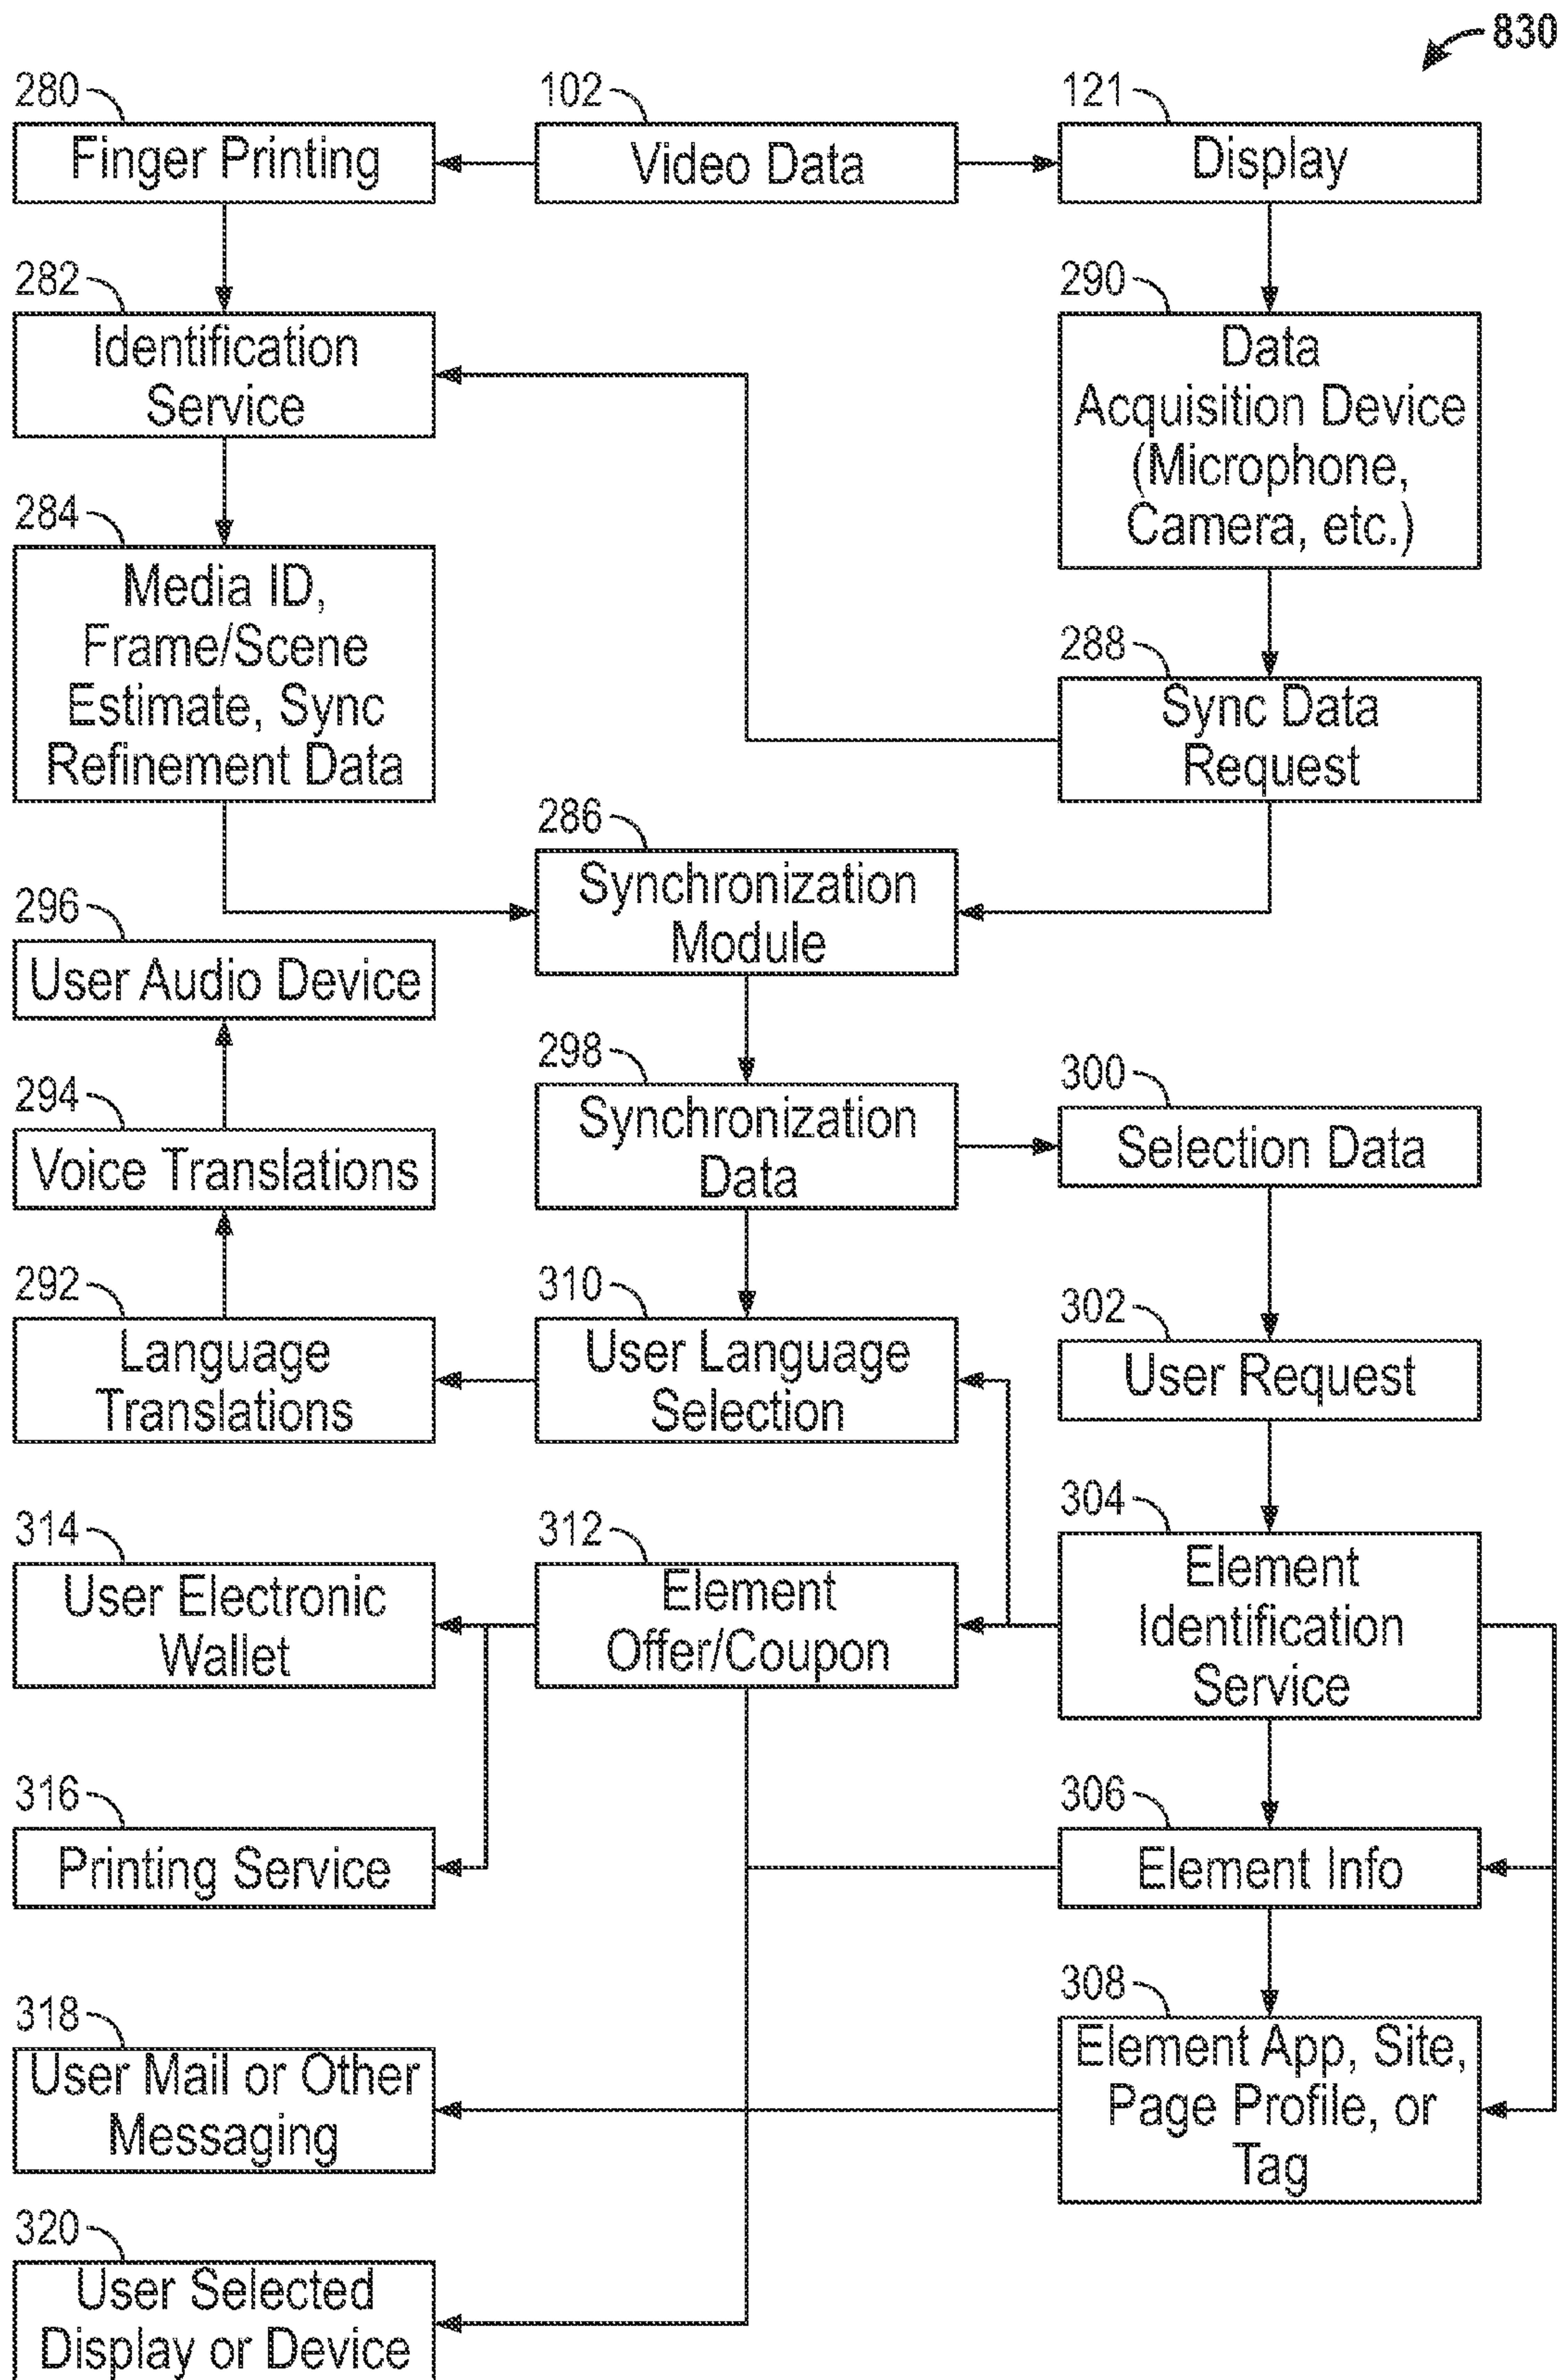 830
280
Finger Printing
102
Video Data
121
Display
282
Identification
Service
290
Data
Acquisition Device
(Microphone,
Camera, etc.)
284
Media ID,
Frame/Scene
Estimate, Sync
Refinement Data
288
Sync Data
Request
286
Synchronization
Module
296
User Audio Device
298
Synchronization
Data
300
Selection Data
294
Voice Translations
292
Language
Translations
310
User Language
Selection
302
User Request
314
User Electronic
Wallet
312
Element
Offer/Coupon
304
Element
Identification
Service
316
Printing Service
306
Element Info
318
User Mail or Other
Messaging
308
Element App, Site,
Page Profile, or
Tag
320
User Selected
Display or Device